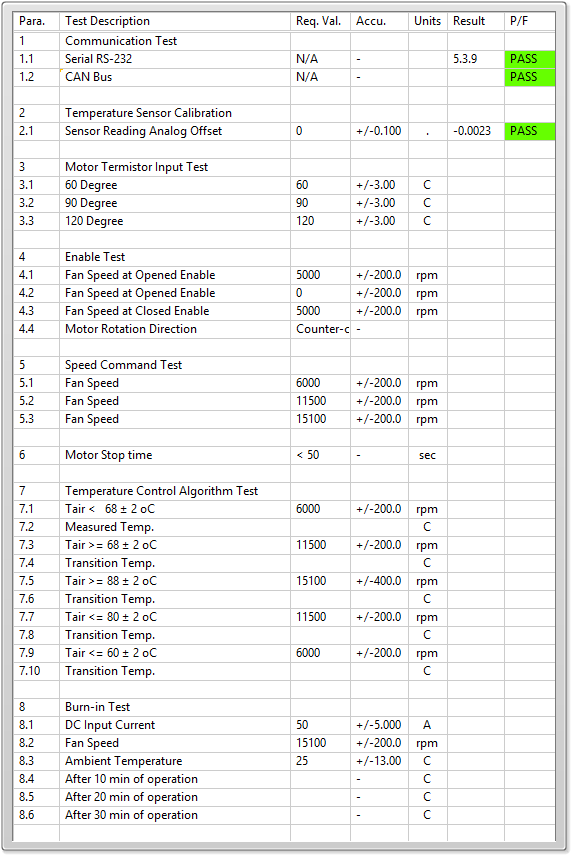 Para. Test Description Req. Val. Accu. Units Result P/F
1 Communication Test
1.1 Serial RS-232 N/A - 5.3.9 PASS
1.2 CAN Bus N/A - PASS
2 Temperature Sensor Calibration
2.1 Sensor Reading Analog Offset 0 +/-0.100 . -0.0023 PASS
3 Motor Termistor Input Test
3.1 60 Degree 60 +/-3.00 C
3.2 90 Degree 90 +/-3.00 C
3.3 120 Degree 120 +/-3.00 C
4 Enable Test
4.1 Fan Speed at Opened Enable 5000 +/-200.0 rpm
4.2 Fan Speed at Opened Enable 0 +/-200.0 rpm
4.3 Fan Speed at Closed Enable 5000 +/-200.0 rpm
4.4 Motor Rotation Direction Counter-c -
5 Speed Command Test
5.1 Fan Speed 6000 +/-200.0 rpm
5.2 Fan Speed 11500 +/-200.0 rpm
5.3 Fan Speed 15100 +/-200.0 rpm
6 Motor Stop time < 50 - sec
7 Temperature Control Algorithm Test
7.1 Tair < 68 ± 2 oC 6000 +/-200.0 rpm
7.2 Measured Temp. C
7.3 Tair >= 68 ± 2 oC 11500 +/-200.0 rpm
7.4 Transition Temp. C
7.5 Tair >= 88 ± 2 oC 15100 +/-400.0 rpm
7.6 Transition Temp. C
7.7 Tair <= 80 ± 2 oC 11500 +/-200.0 rpm
7.8 Transition Temp. C
7.9 Tair <= 60 ± 2 oC 6000 +/-200.0 rpm
7.10 Transition Temp. C
8 Burn-in Test
8.1 DC Input Current 50 +/-5.000 A
8.2 Fan Speed 15100 +/-200.0 rpm
8.3 Ambient Temperature 25 +/-13.00 C
8.4 After 10 min of operation - C
8.5 After 20 min of operation - C
8.6 After 30 min of operation - C